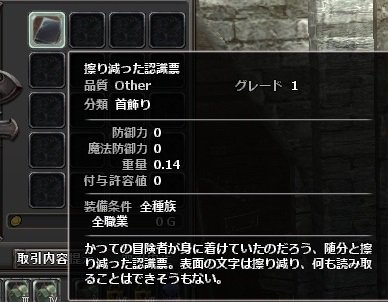 擦り減った認識票
品質 Other グレード 1
分類 首飾り
防御力 0
魔法防御力 0
重量 0.14
付与許容値 0
装備条件 全種族
全職業 0 G
かつての冒険者が身に着けていたのだろう、随分と擦
り減った認識票。表面の文字は擦り減り、何も読み取
ることはできそうもない。
取引内容
III IV